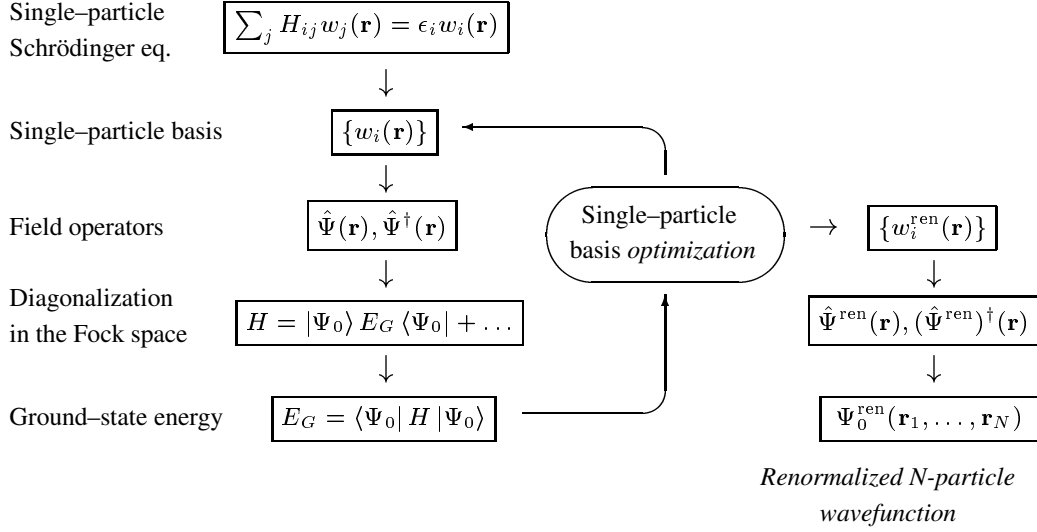 Single–particle
Schrödinger eq.
∑_j H_{ij} w_j(𝐫) = ϵ_i w_i(𝐫)
↓
Single–particle basis
{w_i(𝐫)}
↓
Field operators
Ψ̂(𝐫), Ψ̂†(𝐫)
Single–particle
basis optimization
→
{w_i^{ren}(𝐫)}
↓
↓
Diagonalization
in the Fock space
H = |Ψ_0⟩ E_G ⟨Ψ_0| + …
Ψ̂^{ren}(𝐫), (Ψ̂^{ren})†(𝐫)
↓
↓
Ground–state energy
E_G = ⟨Ψ_0| H |Ψ_0⟩
Ψ_0^{ren}(𝐫_1, …, 𝐫_N)
Renormalized N-particle
wavefunction